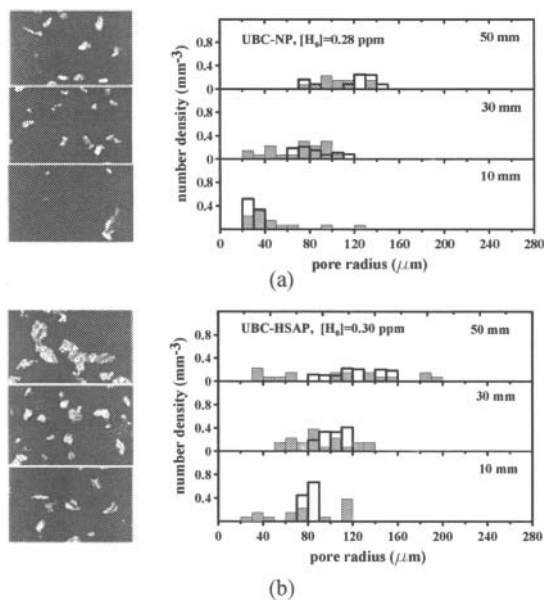 UBC-NP, [H₀]=0.28 ppm
50 mm
30 mm
10 mm
number density (mm⁻³)
0.8
0.4
0
0.8
0.4
0
0.8
0.4
0 40 80 120 160 200 240 280
pore radius (μm)
(a)
UBC-HSAP, [H₀]=0.30 ppm
50 mm
30 mm
10 mm
number density (mm⁻³)
0.8
0.4
0
0.8
0.4
0
0.8
0.4
0 40 80 120 160 200 240 280
pore radius (μm)
(b)